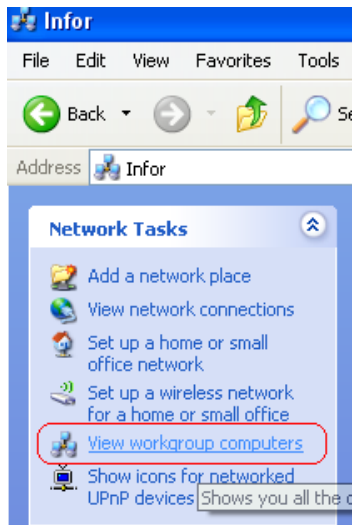 Infor
File Edit View Favorites Tools
Back
Address Infor
Network Tasks
Add a network place
View network connections
Set up a home or small
office network
Set up a wireless network
for a home or small office
View workgroup computers
Show icons for networked
UPnP devices Shows you all the